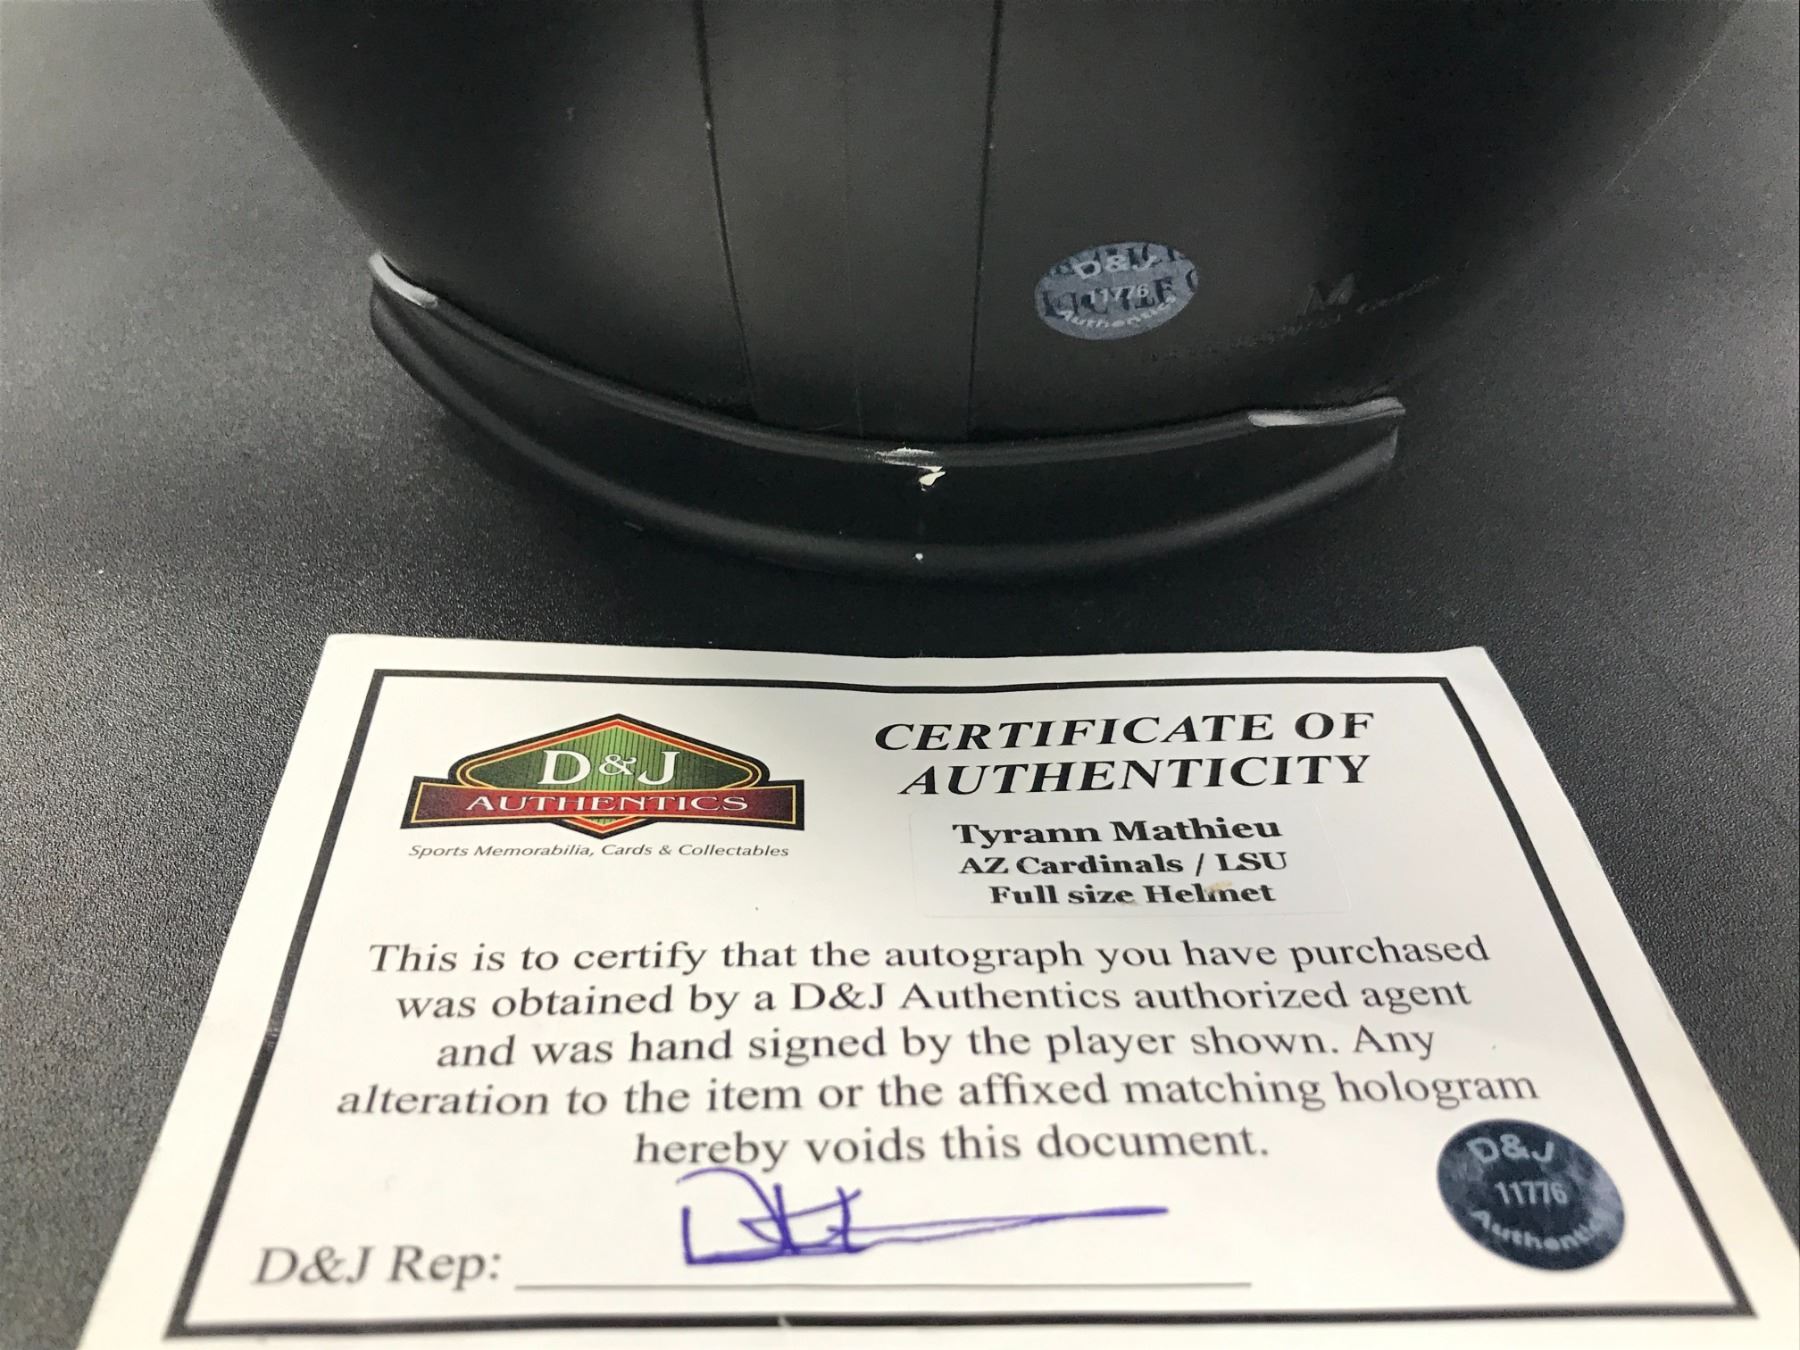 D&J
11776
Authentic
M
D&J
AUTHENTICS
Sports Memorabilia, Cards & Collectables
CERTIFICATE OF
AUTHENTICITY
Tyrann Mathieu
AZ Cardinals / LSU
Full size Helmet
This is to certify that the autograph you have purchased
was obtained by a D&J Authentics authorized agent
and was hand signed by the player shown. Any
alteration to the item or the affixed matching hologram
hereby voids this document.
D&J Rep:
D&J
11776
Authentic